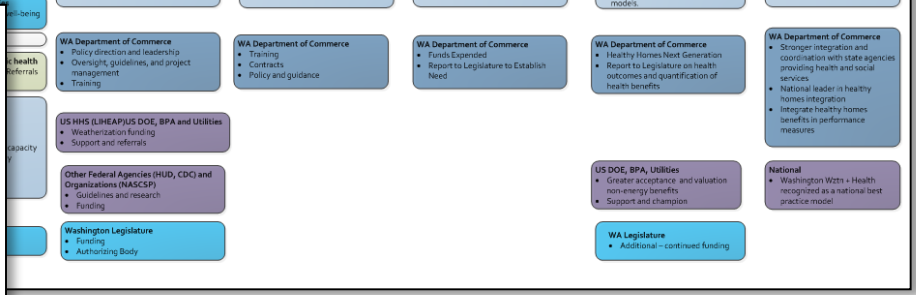 models.
ell-being
c health
Referrals
capacity
y
WA Department of Commerce
• Policy direction and leadership
• Oversight, guidelines, and project
management
• Training
US HHS (LIHEAP)US DOE, BPA and Utilities
• Weatherization funding
• Support and referrals
Other Federal Agencies (HUD, CDC) and
Organizations (NASCSP)
• Guidelines and research
• Funding
Washington Legislature
• Funding
• Authorizing Body
WA Department of Commerce
• Training
• Contracts
• Policy and guidance
WA Department of Commerce
• Funds Expended
• Report to Legislature to Establish
Need
WA Department of Commerce
• Healthy Homes Next Generation
• Report to Legislature on health
outcomes and quantification of
health benefits
US DOE, BPA, Utilities
• Greater acceptance and valuation
non-energy benefits
• Support and champion
WA Legislature
• Additional – continued funding
WA Department of Commerce
• Stronger integration and
coordination with state agencies
providing health and social
services
• National leader in healthy
homes integration
• Integrate healthy homes
benefits in performance
measures
National
• Washington Wztn + Health
recognized as a national best
practice model